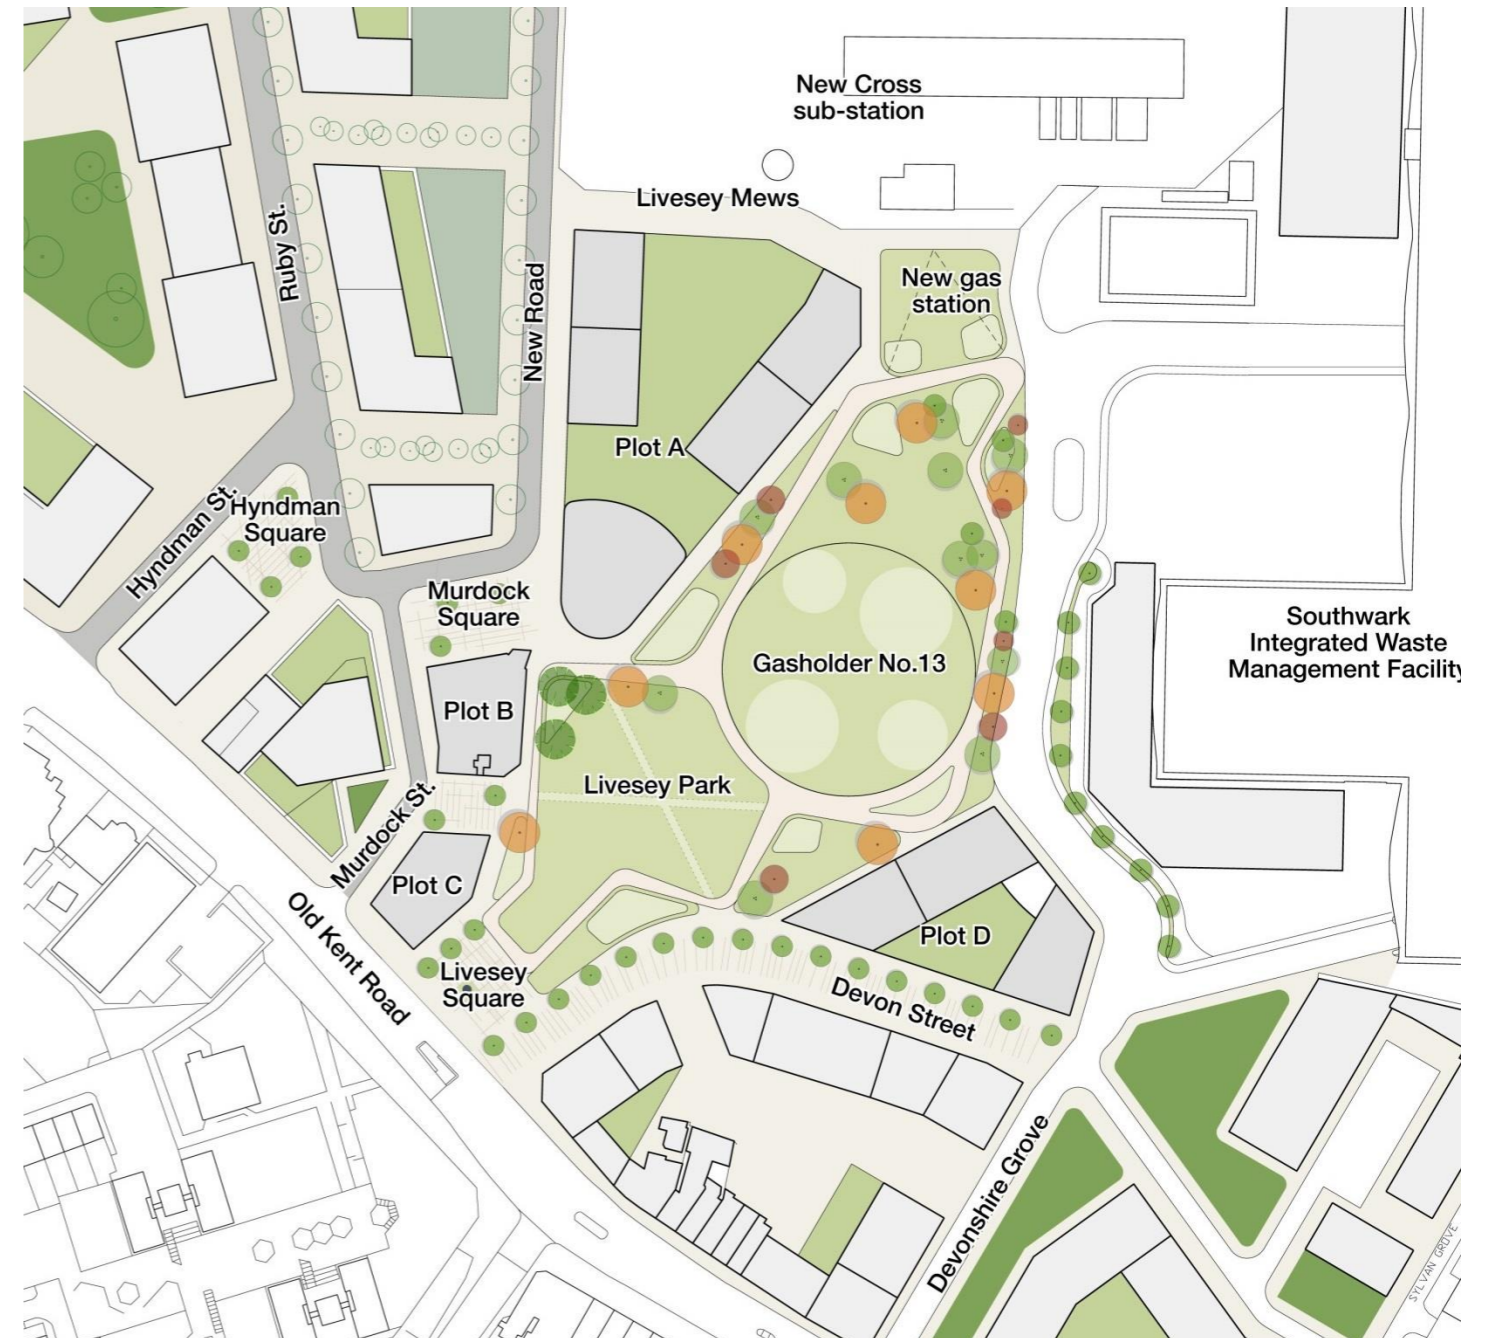 New Cross
sub-station
Livesey Mews
Ruby St.
New Road
New gas
station
Plot A
Hyndman St.
Hyndman
Square
Murdock
Square
Southwark
Integrated Waste
Management Facility
Gasholder No.13
Plot B
Livesey Park
Murdock St.
Plot C
Old Kent Road
Plot D
Livesey
Square
Devon Street
Devonshire Grove
SYLVAN GROVE